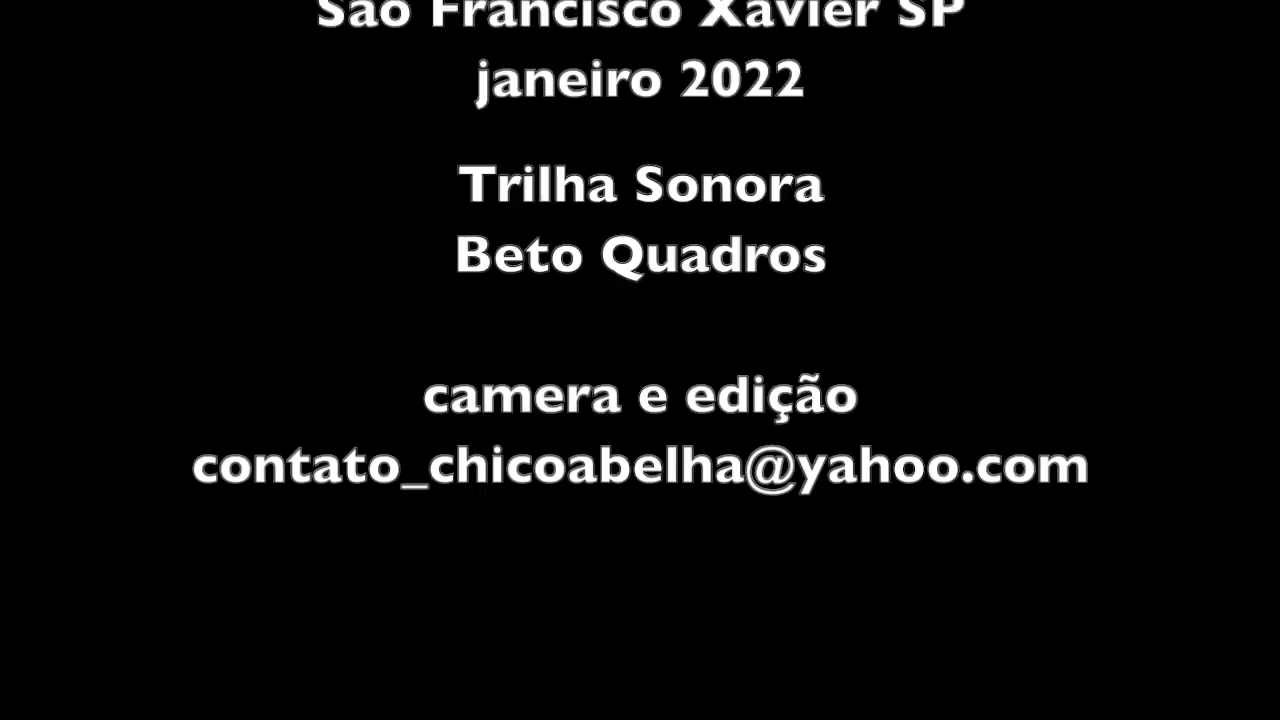 São Francisco Xavier SP
janeiro 2022
Trilha Sonora
Beto Quadros
camera e edição
contato_chicoabelha@yahoo.com